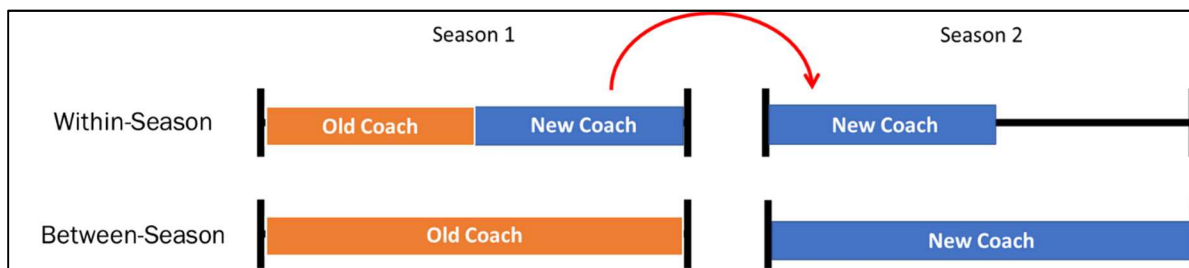 Season 1 Season 2
Within-Season Old Coach New Coach New Coach
Between-Season Old Coach New Coach